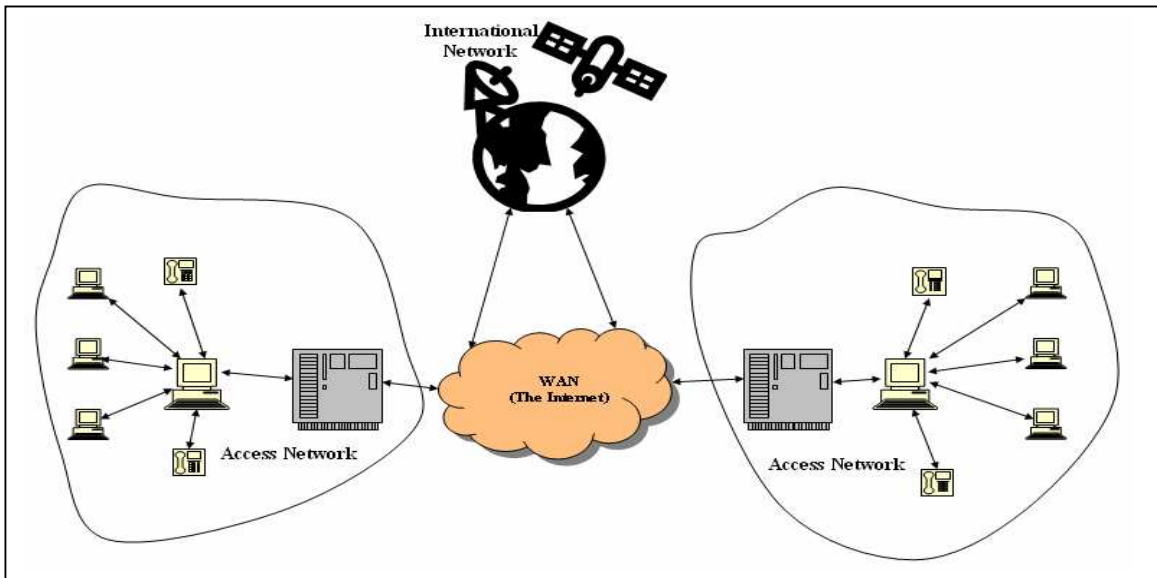 International
Network
WAN
(The Internet)
Access Network
Access Network